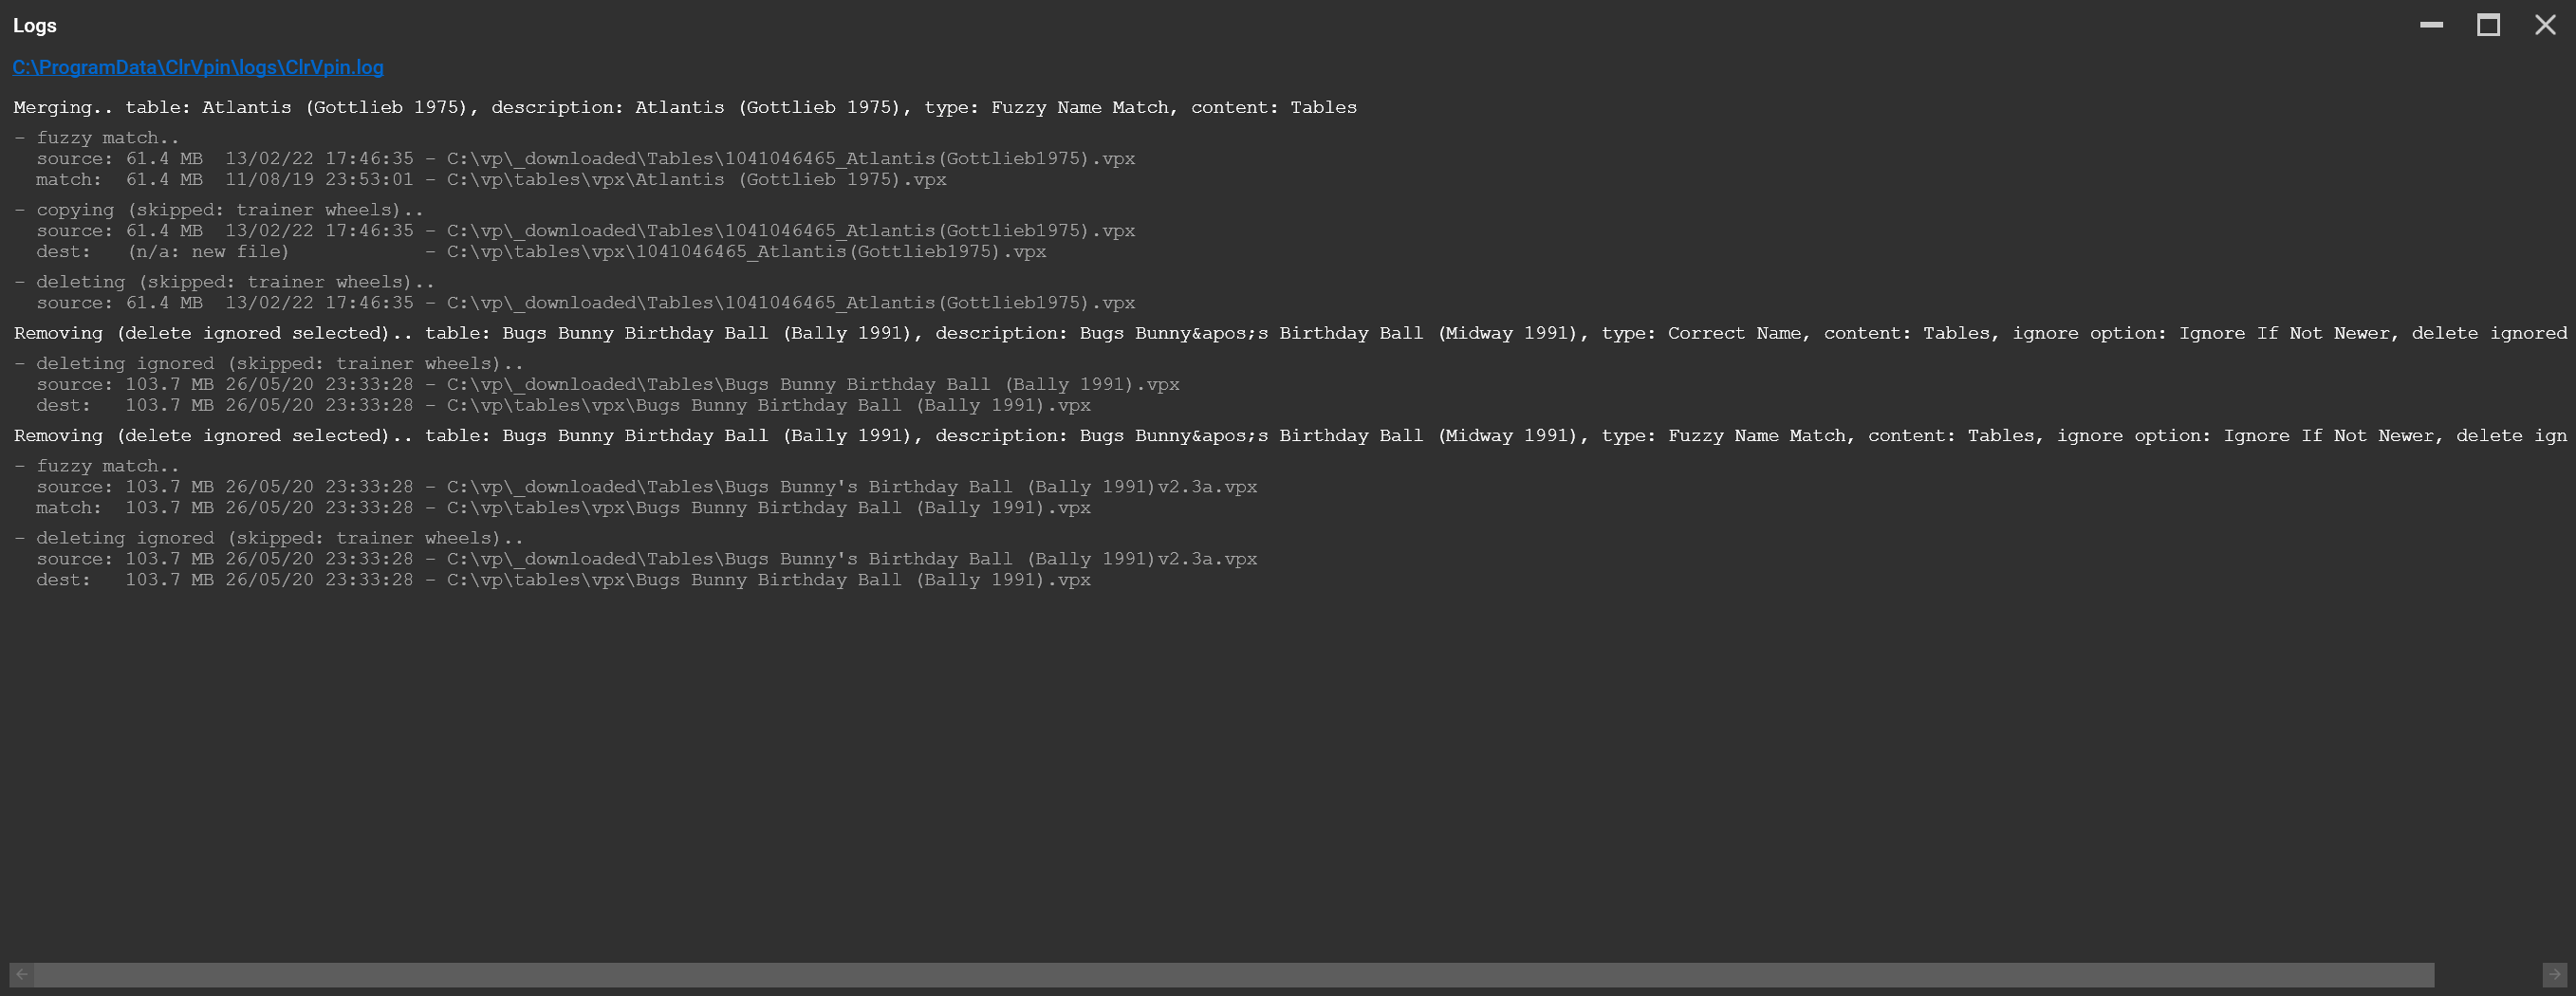 Logs
C:\ProgramData\ClrVpin\logs\ClrVpin.log
Merging.. table: Atlantis (Gottlieb 1975), description: Atlantis (Gottlieb 1975), type: Fuzzy Name Match, content: Tables
- fuzzy match..
source: 61.4 MB  13/02/22 17:46:35 - C:\vp\_downloaded\Tables\1041046465_Atlantis(Gottlieb1975).vpx
match:  61.4 MB  11/08/19 23:53:01 - C:\vp\tables\vpx\Atlantis (Gottlieb 1975).vpx
- copying (skipped: trainer wheels)..
source: 61.4 MB  13/02/22 17:46:35 - C:\vp\_downloaded\Tables\1041046465_Atlantis(Gottlieb1975).vpx
dest:   (n/a: new file)            - C:\vp\tables\vpx\1041046465_Atlantis(Gottlieb1975).vpx
- deleting (skipped: trainer wheels)..
source: 61.4 MB  13/02/22 17:46:35 - C:\vp\_downloaded\Tables\1041046465_Atlantis(Gottlieb1975).vpx
Removing (delete ignored selected).. table: Bugs Bunny Birthday Ball (Bally 1991), description: Bugs Bunny&apos;s Birthday Ball (Midway 1991), type: Correct Name, content: Tables, ignore option: Ignore If Not Newer, delete ignored
- deleting ignored (skipped: trainer wheels)..
source: 103.7 MB 26/05/20 23:33:28 - C:\vp\_downloaded\Tables\Bugs Bunny Birthday Ball (Bally 1991).vpx
dest:   103.7 MB 26/05/20 23:33:28 - C:\vp\tables\vpx\Bugs Bunny Birthday Ball (Bally 1991).vpx
Removing (delete ignored selected).. table: Bugs Bunny Birthday Ball (Bally 1991), description: Bugs Bunny&apos;s Birthday Ball (Midway 1991), type: Fuzzy Name Match, content: Tables, ignore option: Ignore If Not Newer, delete ign
- fuzzy match..
source: 103.7 MB 26/05/20 23:33:28 - C:\vp\_downloaded\Tables\Bugs Bunny's Birthday Ball (Bally 1991)v2.3a.vpx
match:  103.7 MB 26/05/20 23:33:28 - C:\vp\tables\vpx\Bugs Bunny Birthday Ball (Bally 1991).vpx
- deleting ignored (skipped: trainer wheels)..
source: 103.7 MB 26/05/20 23:33:28 - C:\vp\_downloaded\Tables\Bugs Bunny's Birthday Ball (Bally 1991)v2.3a.vpx
dest:   103.7 MB 26/05/20 23:33:28 - C:\vp\tables\vpx\Bugs Bunny Birthday Ball (Bally 1991).vpx